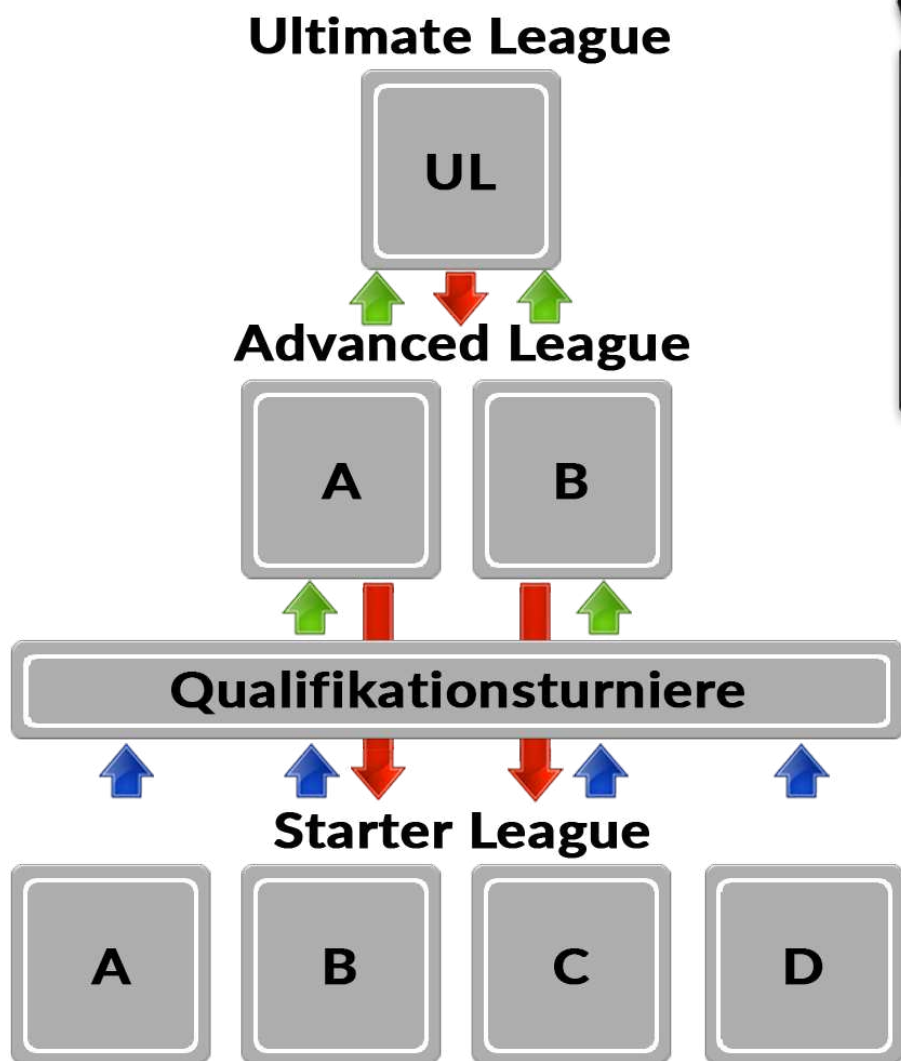 Ultimate League
UL
Advanced League
A B
Qualifikationsturniere
Starter League
A B C D